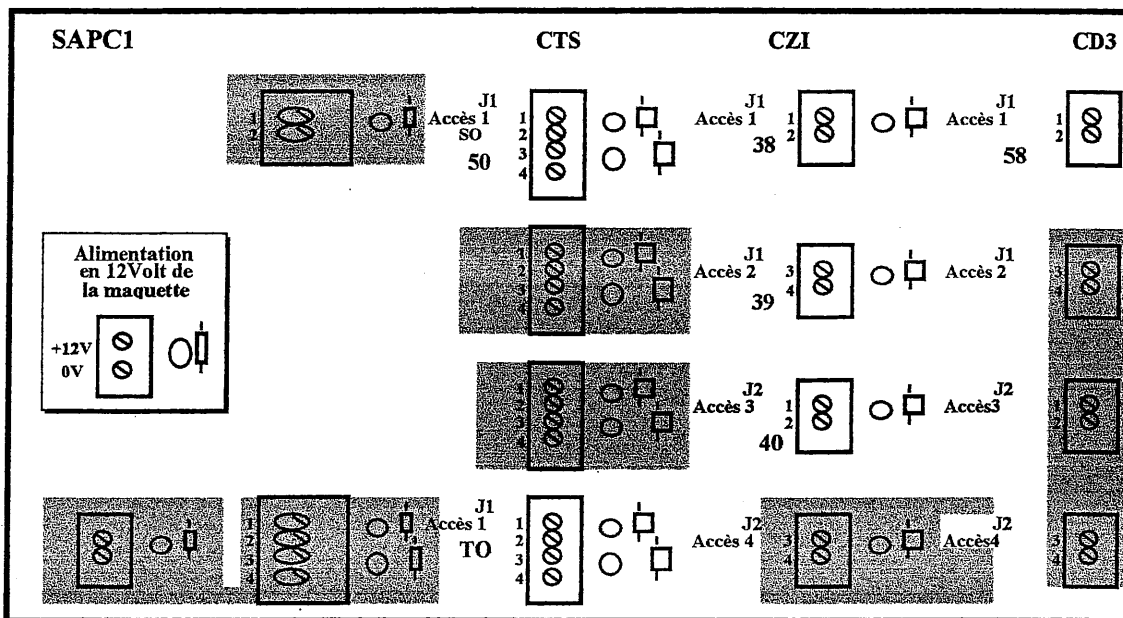 SAPC1 CTS CZI CD3
1
2
J1
Accès 1
SO
50
1
2
3
4
J1
Accès 1
38
1
2
J1
Accès 1
58
1
2
Alimentation
en 12Volt de
la maquette
+12V
0V
1
2
3
4
J1
Accès 2
39
3
4
J1
Accès 2
3
4
1
2
3
4
J2
Accès 3
40
1
2
J2
Accès3
1
2
1
2
3
4
J1
Accès 1
TO
1
2
3
4
J2
Accès 4
3
4
J2
Accès4
3
4